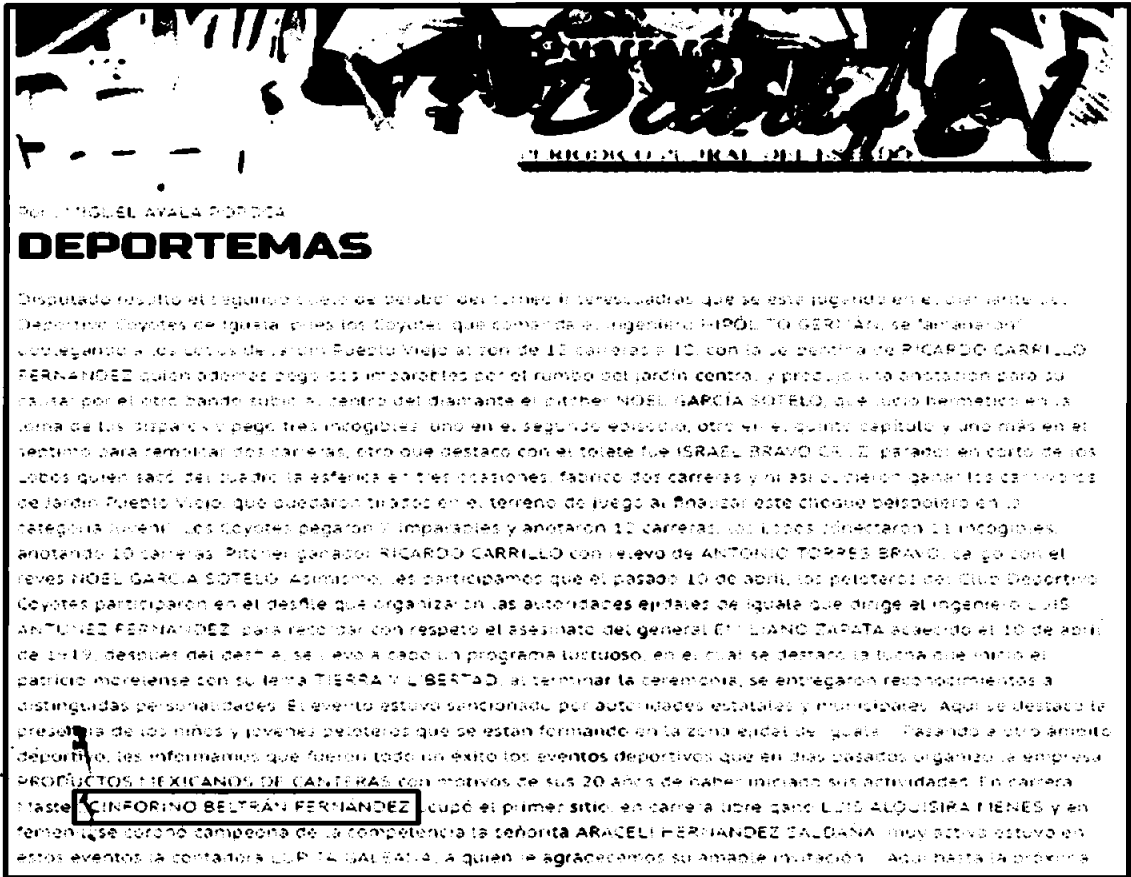 PERIODICO MURAL DEL ESTADO
Por: MIGUEL AYALA
DEPORTEMAS
Disputado resultó el segundo duelo de beisbol del torneo interescuadras que se está jugando en el diamante del
Deportivo Coyotes de Iguala, pues los Coyotes que comanda el ingeniero HIPÓLITO GERMÁN, se
doblegando a los Lobos de Jardín Pueblo Viejo al son de 12 carreras a 10, con la serpentina de RICARDO CARRILLO
FERNANDEZ quien además pegó dos imparables por el rumbo del jardín central y produjo una anotación para su
causa, por el otro bando subió al centro del diamante el pitcher NOEL GARCÍA SOTELO, que lució hermético en la
loma de los disparos y pegó tres incogibles, uno en el segundo episodio, otro en el quinto capítulo y uno más en el
séptimo para remolcar dos carreras, otro que destacó con el tolete fue ISRAEL BRAVO CRUZ, parador en corto de los
Lobos quien sacó del cuadro la esférica en tres ocasiones, fabricó dos carreras y ni así pudieron ganar los carnívoros
de Jardín Pueblo Viejo, que quedaron tirados en el terreno de juego al finalizar este choque beisbolero en la
categoría juvenil. Los Coyotes pegaron imparables y anotaron 12 carreras, los Lobos conectaron 11 incogibles,
anotando 10 carreras. Pitcher ganador RICARDO CARRILLO con relevo de ANTONIO TORRES BRAVO, cargó con el
revés NOEL GARCIA SOTELO. Asimismo, les participamos que el pasado 10 de abril, los peloteros del Club Deportivo
Coyotes participaron en el desfile que organizaron las autoridades ejidales de Iguala que dirige el ingeniero LUIS
ANTUNEZ FERNANDEZ, para recordar con respeto el asesinato del general EMILIANO ZAPATA acaecido el 10 de abril
de 1919, después del desfile, se llevó a cabo un programa luctuoso, en el cual se destacó la lucha que inició el
patricio morelense con su lema TIERRA Y LIBERTAD, al terminar la ceremonia, se entregaron reconocimientos a
distinguidas personalidades. El evento estuvo sancionado por autoridades estatales y municipales. Aquí se destacó la
presencia de los niños y jóvenes peloteros que se están formando en la zona ejidal de Iguala. Pasando a otro ámbito
deportivo, les informamos que fueron todo un éxito los eventos deportivos que en días pasados organizó la empresa
PRODUCTOS MEXICANOS DE CANTERAS con motivos de sus 20 años de haber iniciado sus actividades. En carrera
Master CINFORINO BELTRÁN FERNANDEZ ocupó el primer sitio, en carrera libre ganó LUIS ALQUISIRA MENES y en
femenil se coronó campeona de la competencia la señorita ARACELI HERNANDEZ SALDAÑA, muy activa estuvo en
estos eventos la contadora LUPITA GALEANA, a quien le agradecemos su amable invitación. Aquí hasta la próxima